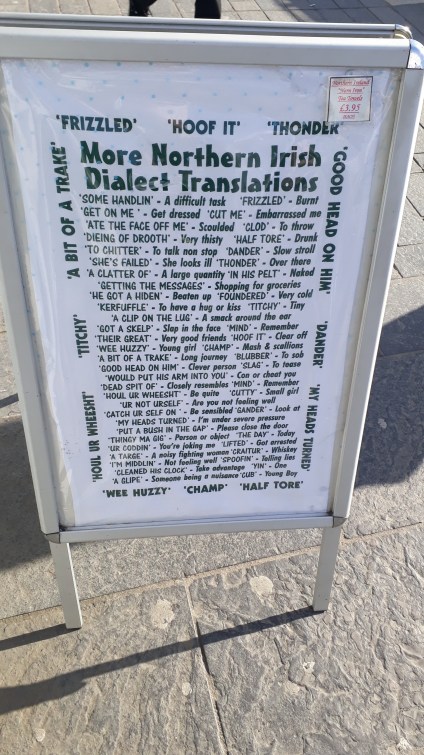 Northern Ireland
"More Irn"
Tea Towels
£3.95
'FRIZZLED' 'HOOF IT' 'THONDER'
'A BIT OF A TRAKE'
'TITCHY'
'HOUL UR WHEESHT'
More Northern Irish
Dialect Translations
'SOME HANDLIN' - A difficult task 'FRIZZLED' - Burnt
'GET ON ME' - Get dressed 'CUT ME' - Embarrassed me
'ATE THE FACE OFF ME' - Scoulded 'CLOD' - To throw
'DIEING OF DROOTH' - Very thisty 'HALF TORE' - Drunk
'TO CHITTER' - To talk non stop 'DANDER' - Slow stroll
'SHE'S FAILED' - She looks ill 'THONDER' - Over there
'A CLATTER OF' - A large quantity 'IN HIS PELT' - Naked
'GETTING THE MESSAGES' - Shopping for groceries
'HE GOT A HIDEN' - Beaten up 'FOUNDERED' - Very cold
'KERFUFFLE' - To have a hug or kiss 'TITCHY' - Tiny
'A CLIP ON THE LUG' - A smack around the ear
'GOT A SKELP' - Slap in the face 'MIND' - Remember
'THEIR GREAT' - Very good friends 'HOOF IT' - Clear off
'WEE HUZZY' - Young girl 'CHAMP' - Mash & scallions
'A BIT OF A TRAKE' - Long journey 'BLUBBER' - To sob
'GOOD HEAD ON HIM' - Clever person 'SLAG' - To tease
'WOULD PUT HIS ARM INTO YOU' - Con or cheat you
'DEAD SPIT OF' - Closely resembles 'MIND' - Remember
'HOUL UR WHEESHT' - Be quite 'CUTTY' - Small girl
'UR NOT URSELF' - Are you not feeling well
'CATCH UR SELF ON' - Be sensibled 'GANDER' - Look at
'MY HEADS TURNED' - I'm under severe pressure
'PUT A BUSH IN THE GAP' - Please close the door
'THINGY MA GIG' - Person or object 'THE DAY' - Today
'UR CODDIN' - You're joking me 'LIFTED' - Got arrested
'A TARGE' - A noisy fighting woman 'CRAITUR' - Whiskey
'I'M MIDDLIN' - Not feeling well 'SPOOFIN' - Telling lies
'CLEANED HIS CLOCK' - Take advantage 'YIN' - One
'A GLIPE' - Someone being a nuisance 'CUB' - Young Boy
'GOOD HEAD ON HIM'
'DANDER'
'MY HEADS TURNED'
'WEE HUZZY' 'CHAMP' 'HALF TORE'